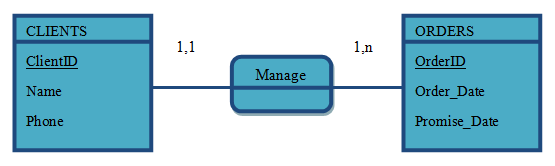 CLIENTS
ClientID
Name
Phone
1,1
Manage
1,n
ORDERS
OrderID
Order_Date
Promise_Date